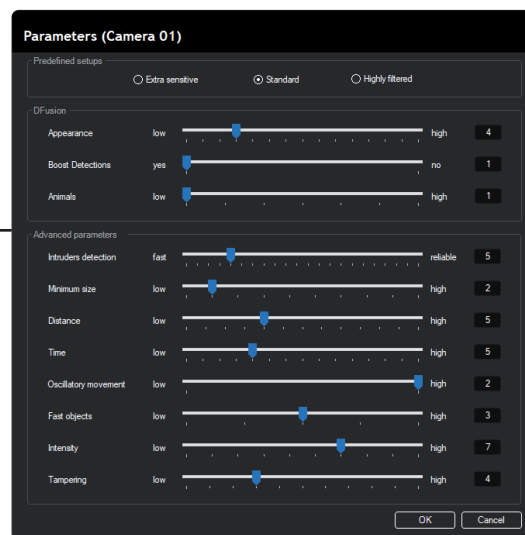 Parameters (Camera 01)
Predefined setups
Extra sensitive Standard Highly filtered
DFusion
Appearance low high 4
Boost Detections yes no 1
Animals low high 1
Advanced parameters
Intruders detection fast reliable 5
Minimum size low high 2
Distance low high 5
Time low high 5
Oscillatory movement low high 2
Fast objects low high 3
Intensity low high 7
Tampering low high 4
OK Cancel